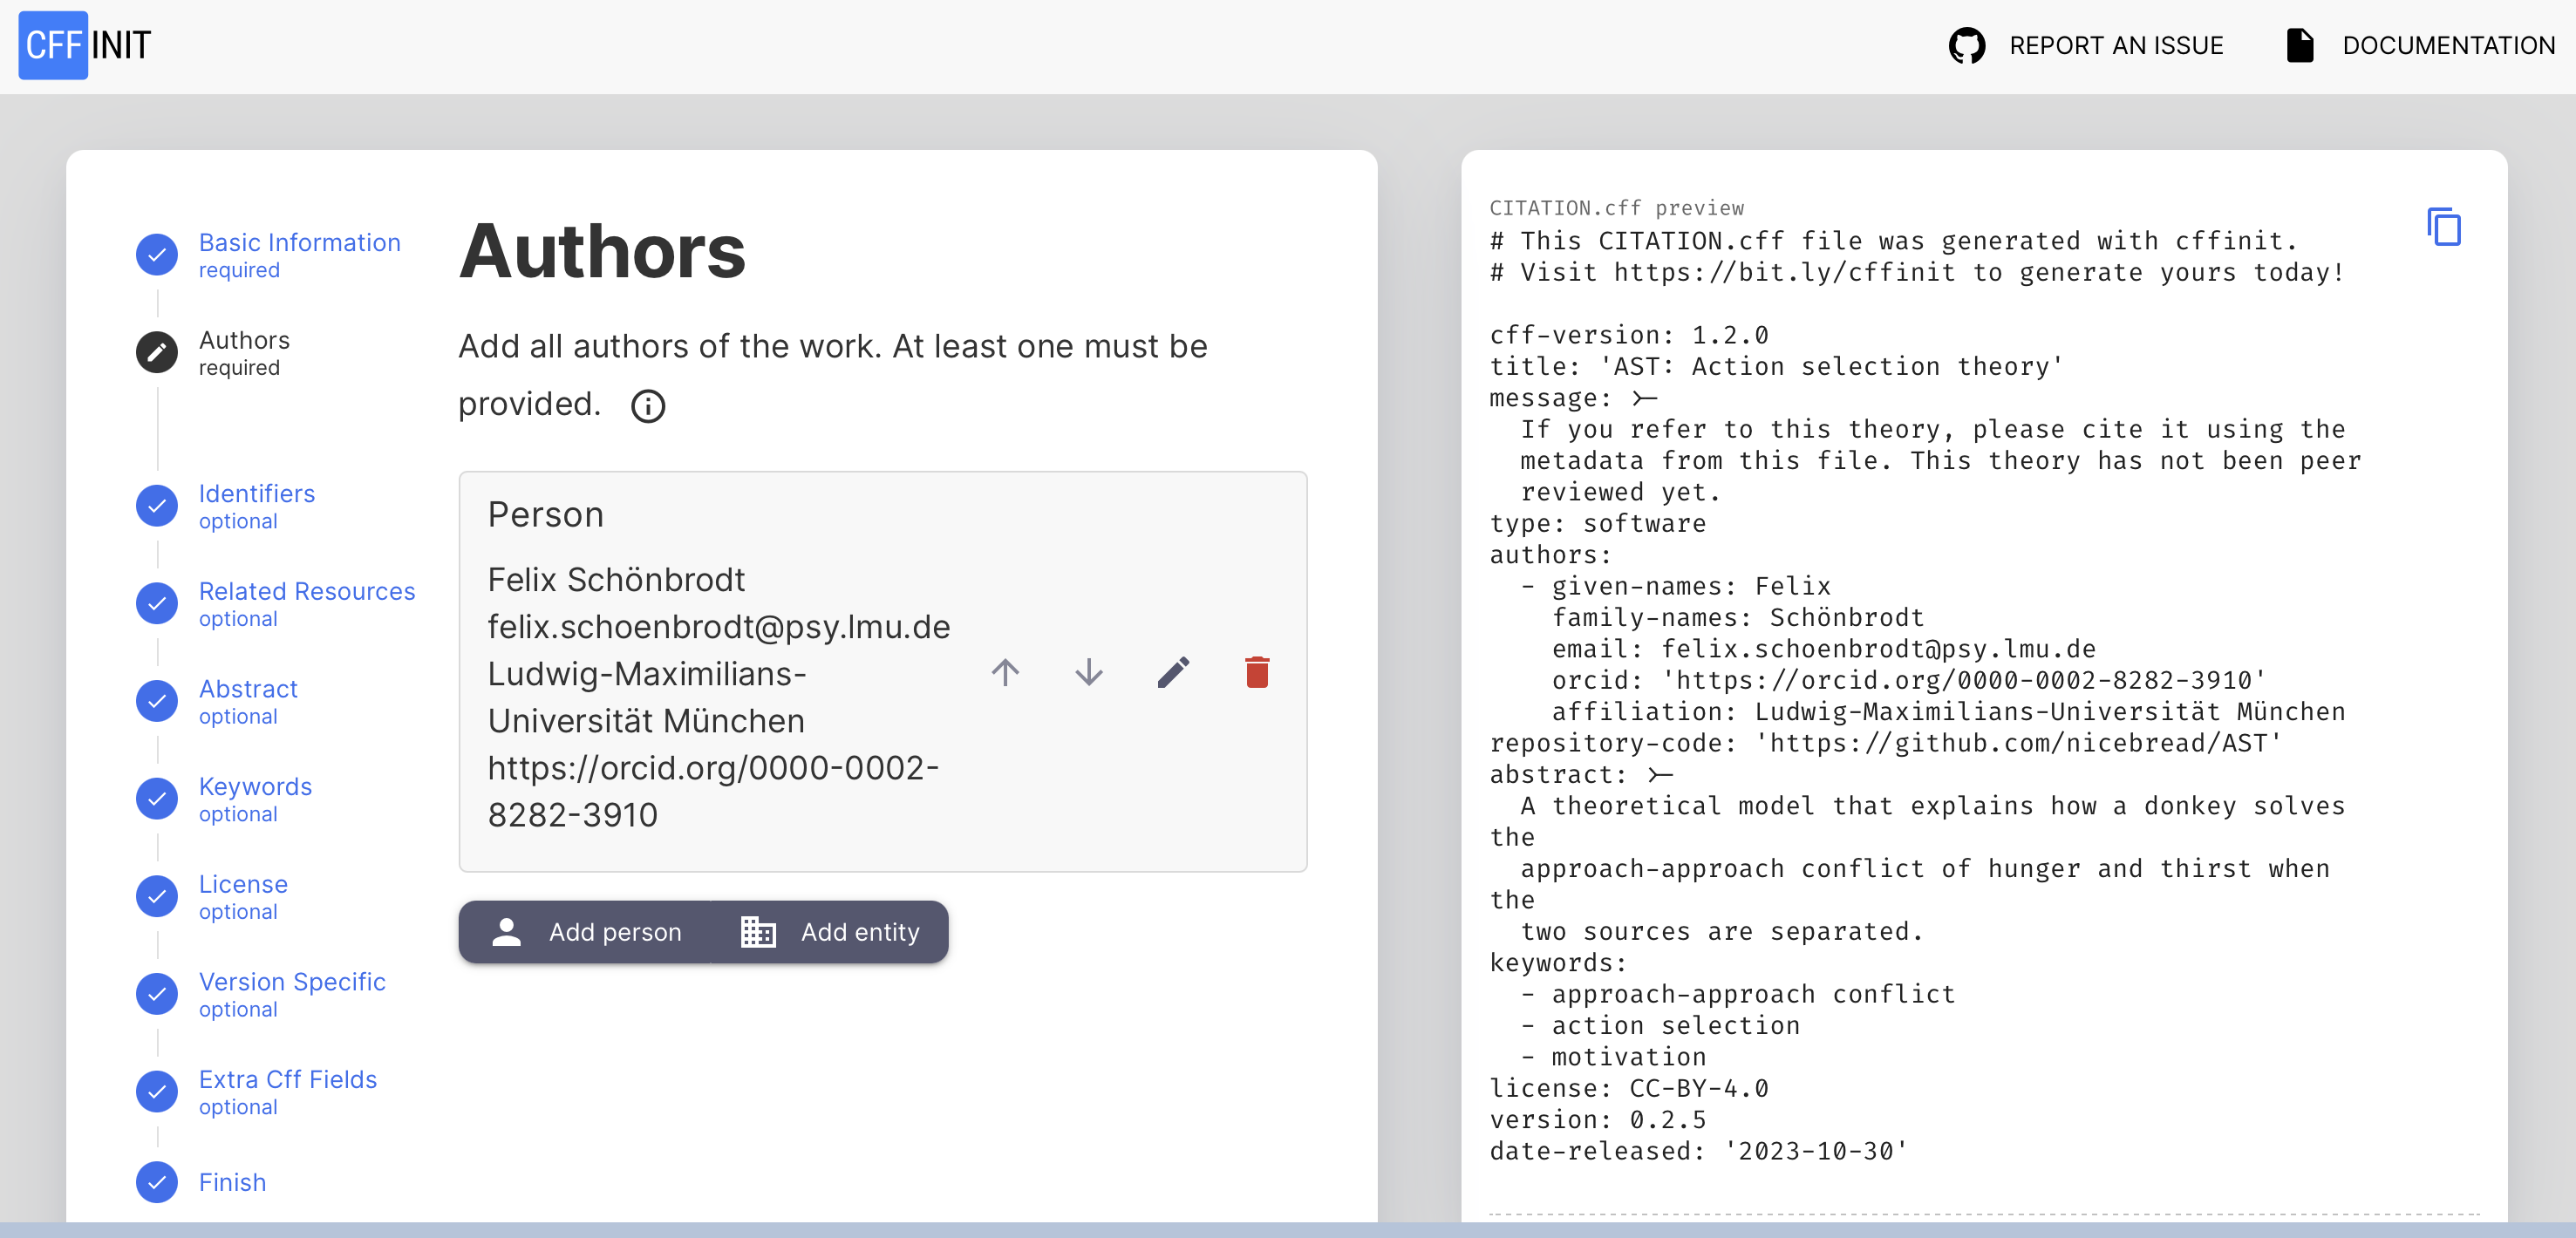 CFF INIT
REPORT AN ISSUE
DOCUMENTATION
Basic Information
required
Authors
required
Identifiers
optional
Related Resources
optional
Abstract
optional
Keywords
optional
License
optional
Version Specific
optional
Extra Cff Fields
optional
Finish
Authors
Add all authors of the work. At least one must be
provided.
Person
Felix Schönbrodt
felix.schoenbrodt@psy.lmu.de
Ludwig-Maximilians-
Universität München
https://orcid.org/0000-0002-
8282-3910
Add person
Add entity
CITATION.cff preview
# This CITATION.cff file was generated with cffinit.
# Visit https://bit.ly/cffinit to generate yours today!
cff-version: 1.2.0
title: 'AST: Action selection theory'
message: >-
  If you refer to this theory, please cite it using the
  metadata from this file. This theory has not been peer
  reviewed yet.
type: software
authors:
  - given-names: Felix
    family-names: Schönbrodt
    email: felix.schoenbrodt@psy.lmu.de
    orcid: 'https://orcid.org/0000-0002-8282-3910'
    affiliation: Ludwig-Maximilians-Universität München
repository-code: 'https://github.com/nicebread/AST'
abstract: >-
  A theoretical model that explains how a donkey solves
the
  approach-approach conflict of hunger and thirst when
the
  two sources are separated.
keywords:
  - approach-approach conflict
  - action selection
  - motivation
license: CC-BY-4.0
version: 0.2.5
date-released: '2023-10-30'